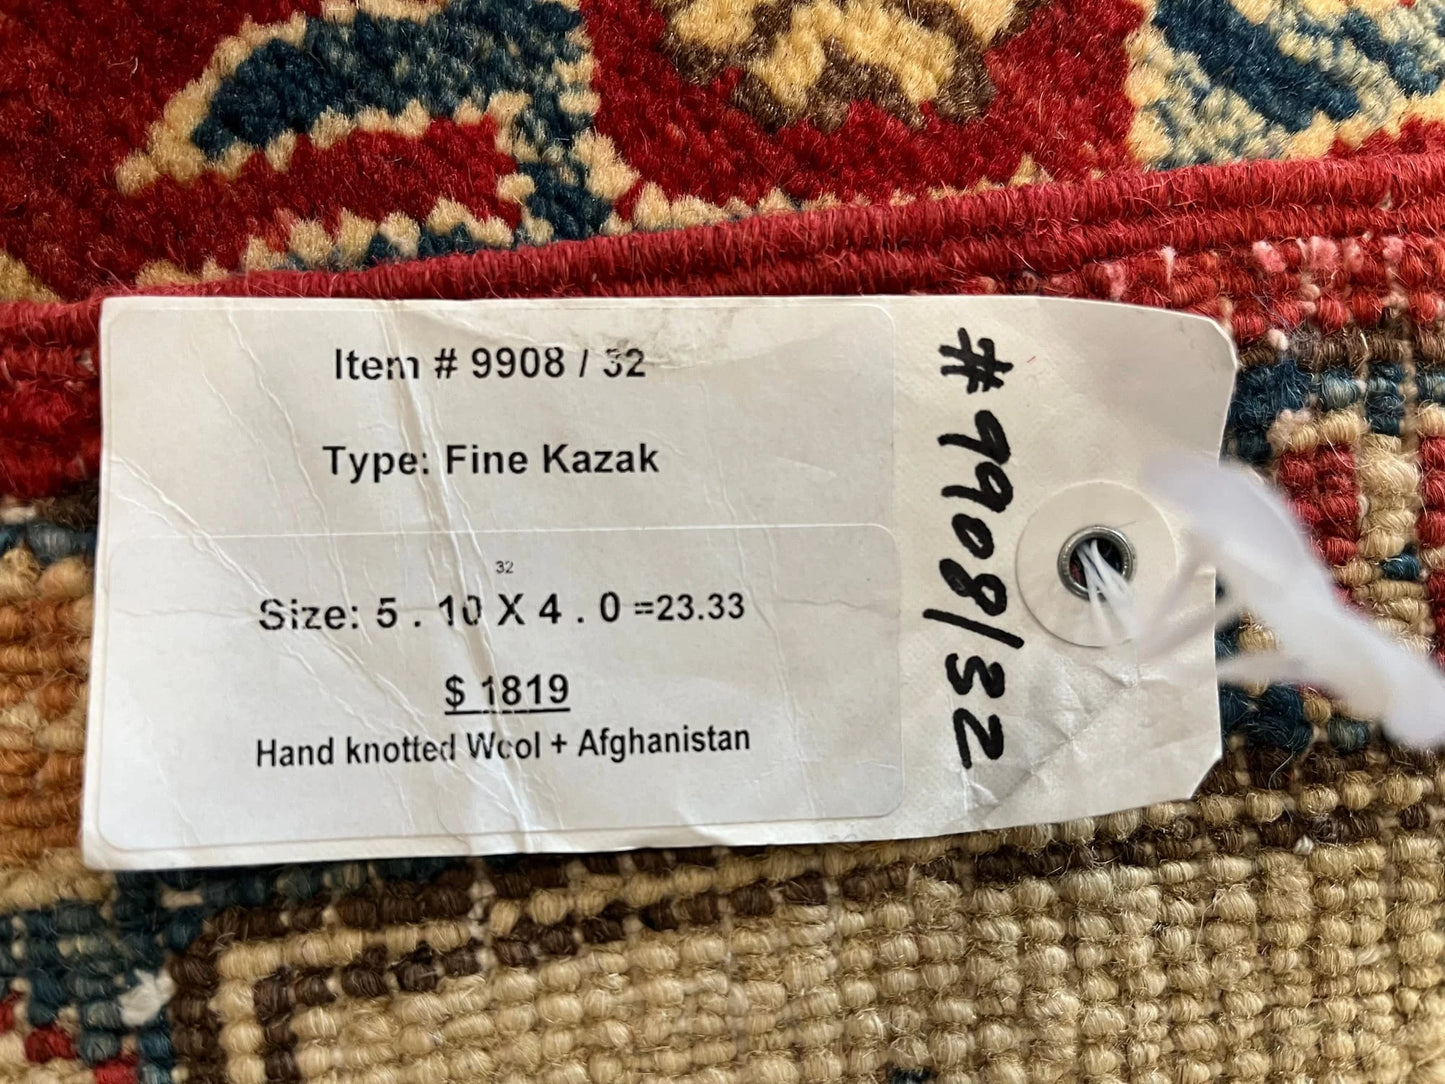 Item # 9908 / 32
Type: Fine Kazak
32
Size: 5 . 10 X 4 . 0 =23.33
$ 1819
Hand knotted Wool + Afghanistan
#9908/32